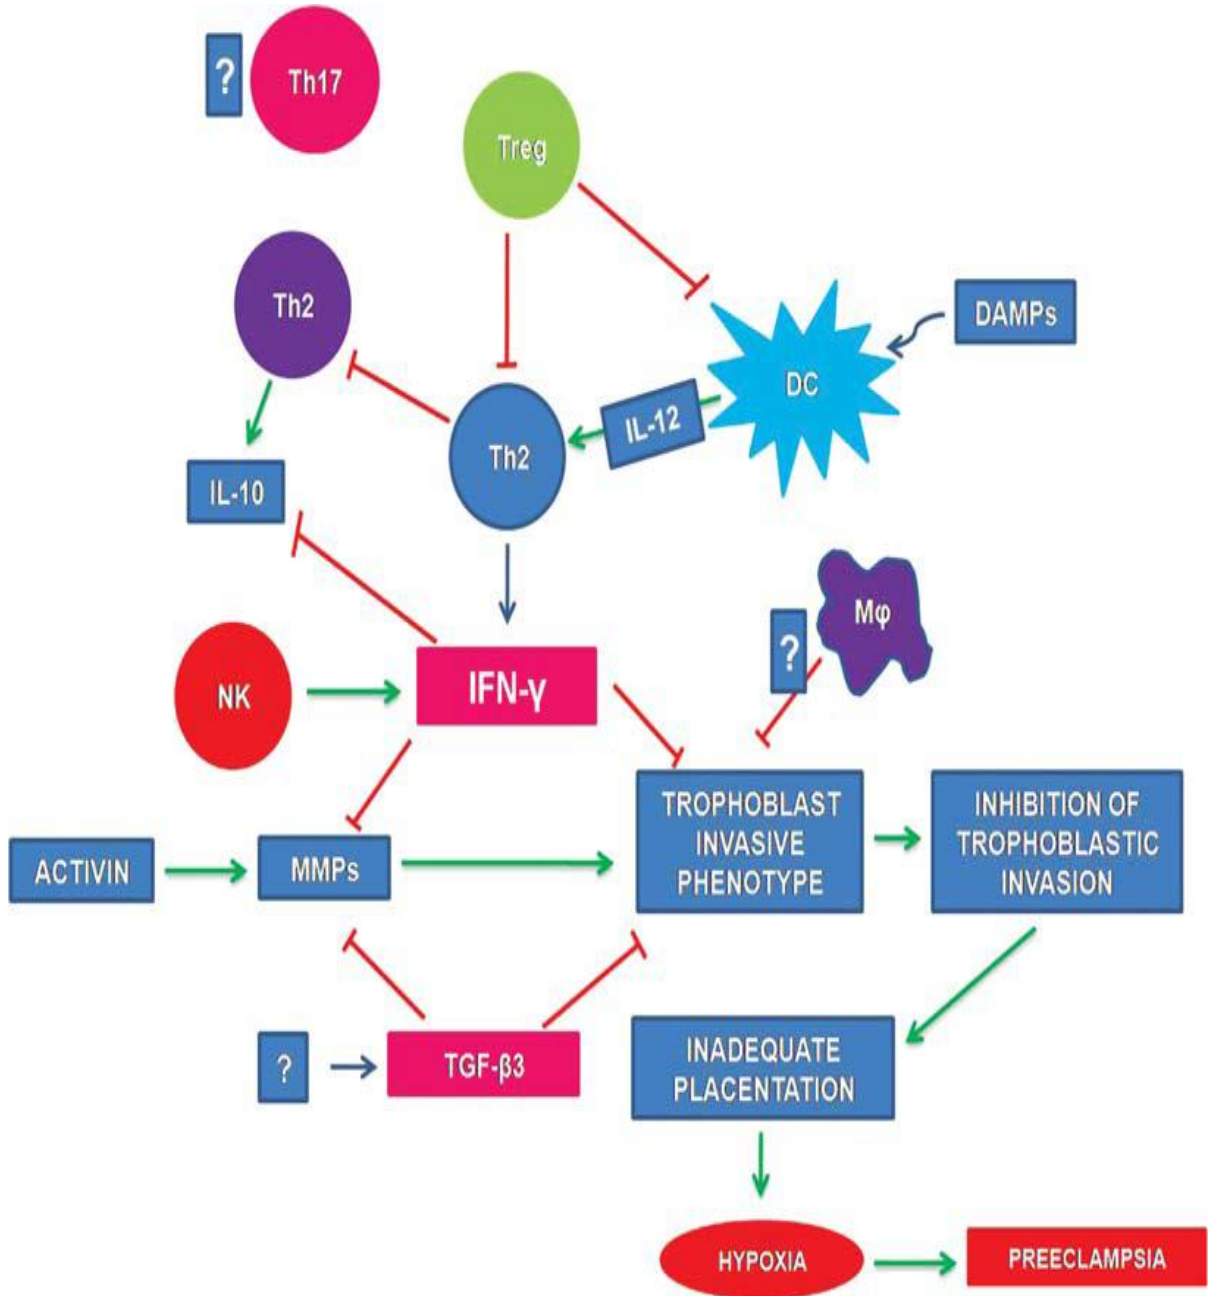 ?
Th17
Treg
Th2
DAMPs
DC
IL-12
Th2
IL-10
Mφ
?
NK
IFN-γ
TROPHOBLAST
INVASIVE
PHENOTYPE
INHIBITION OF
TROPHOBLASTIC
INVASION
ACTIVIN
MMPs
?
TGF-β3
INADEQUATE
PLACENTATION
HYPOXIA
PREECLAMPSIA